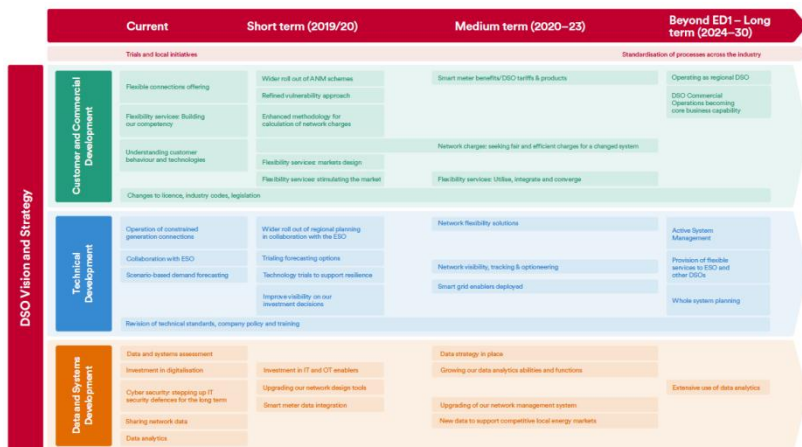 Current
Short term (2019/20)
Medium term (2020–23)
Beyond ED1 – Long
term (2024–30)
Trials and local initiatives
Standardisation of processes across the industry
DSO Vision and Strategy
Customer and Commercial
Development
Flexible connections offering
Flexibility services: Building
our competency
Understanding customer
behaviour and technologies
Wider roll out of ANM schemes
Refined vulnerability approach
Enhanced methodology for
calculation of network charges
Flexibility services: markets design
Flexibility services: stimulating the market
Smart meter benefits/DSO tariffs & products
Network charges: seeking fair and efficient charges for a changed system
Flexibility services: Utilise, integrate and converge
Operating as regional DSO
DSO Commercial
Operations becoming
core business capability
Changes to licence, industry codes, legislation
Technical
Development
Operation of constrained
generation connections
Collaboration with ESO
Scenario-based demand forecasting
Wider roll out of regional planning
in collaboration with the ESO
Trialing forecasting options
Technology trials to support resilience
Improve visibility on our
investment decisions
Network flexibility solutions
Network visibility, tracking & optioneering
Smart grid enablers deployed
Active System
Management
Provision of flexible
services to ESO and
other DSOs
Whole system planning
Revision of technical standards, company policy and training
Data and Systems
Development
Data and systems assessment
Investment in digitalisation
Cyber security: stepping up IT
security defences for the long term
Sharing network data
Data analytics
Investment in IT and OT enablers
Upgrading our network design tools
Smart meter data integration
Data strategy in place
Growing our data analytics abilities and functions
Upgrading of our network management system
New data to support competitive local energy markets
Extensive use of data analytics